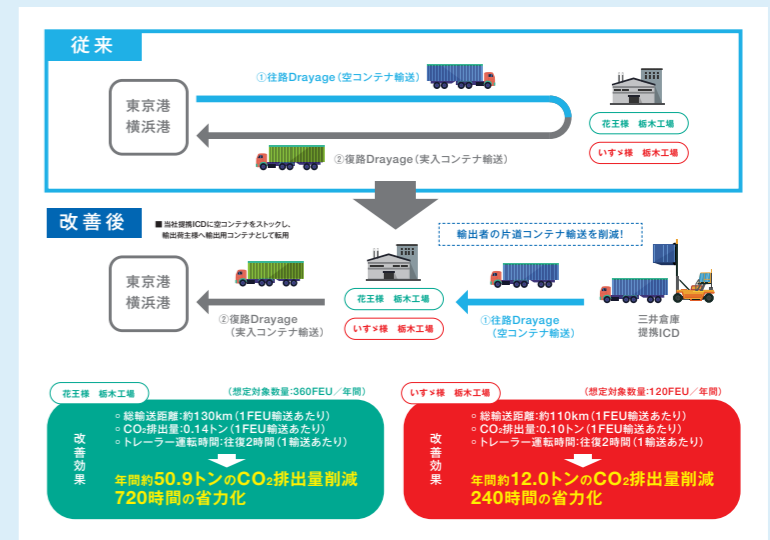 従来
①往路Drayage（空コンテナ輸送）
東京港
横浜港
花王様　栃木工場
いすゞ様　栃木工場
②復路Drayage（実入コンテナ輸送）
改善後
■ 当社提携ICDに空コンテナをストックし、
輸出荷主様へ輸出用コンテナとして転用
輸出者の片道コンテナ輸送を削減！
東京港
横浜港
花王様　栃木工場
いすゞ様　栃木工場
②復路Drayage
（実入コンテナ輸送）
①往路Drayage
（空コンテナ輸送）
三井倉庫
提携ICD
花王様　栃木工場
（想定対象数量：360FEU／年間）
改善効果
○ 総輸送距離：約130km（1FEU輸送あたり）
○ CO₂排出量：0.14トン（1FEU輸送あたり）
○ トレーラー運転時間：往復2時間（1輸送あたり）
年間約50.9トンのCO₂排出量削減
720時間の省力化
いすゞ様　栃木工場
（想定対象数量：120FEU／年間）
改善効果
○ 総輸送距離：約110km（1FEU輸送あたり）
○ CO₂排出量：0.10トン（1FEU輸送あたり）
○ トレーラー運転時間：往復2時間（1輸送あたり）
年間約12.0トンのCO₂排出量削減
240時間の省力化